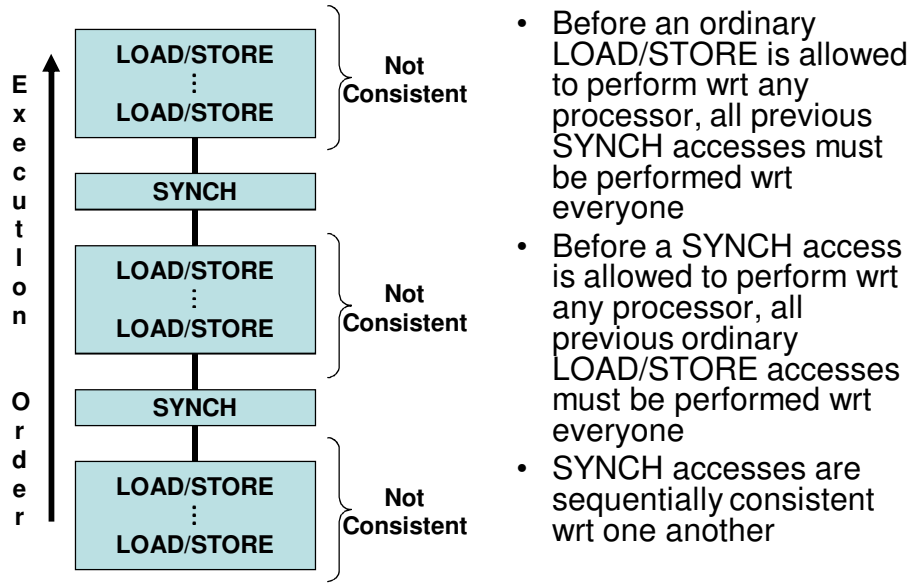 Execution Order
LOAD/STORE
⋮
LOAD/STORE
Not
Consistent
SYNCH
LOAD/STORE
⋮
LOAD/STORE
Not
Consistent
SYNCH
LOAD/STORE
⋮
LOAD/STORE
Not
Consistent
• Before an ordinary
LOAD/STORE is allowed
to perform wrt any
processor, all previous
SYNCH accesses must
be performed wrt
everyone
• Before a SYNCH access
is allowed to perform wrt
any processor, all
previous ordinary
LOAD/STORE accesses
must be performed wrt
everyone
• SYNCH accesses are
sequentially consistent
wrt one another